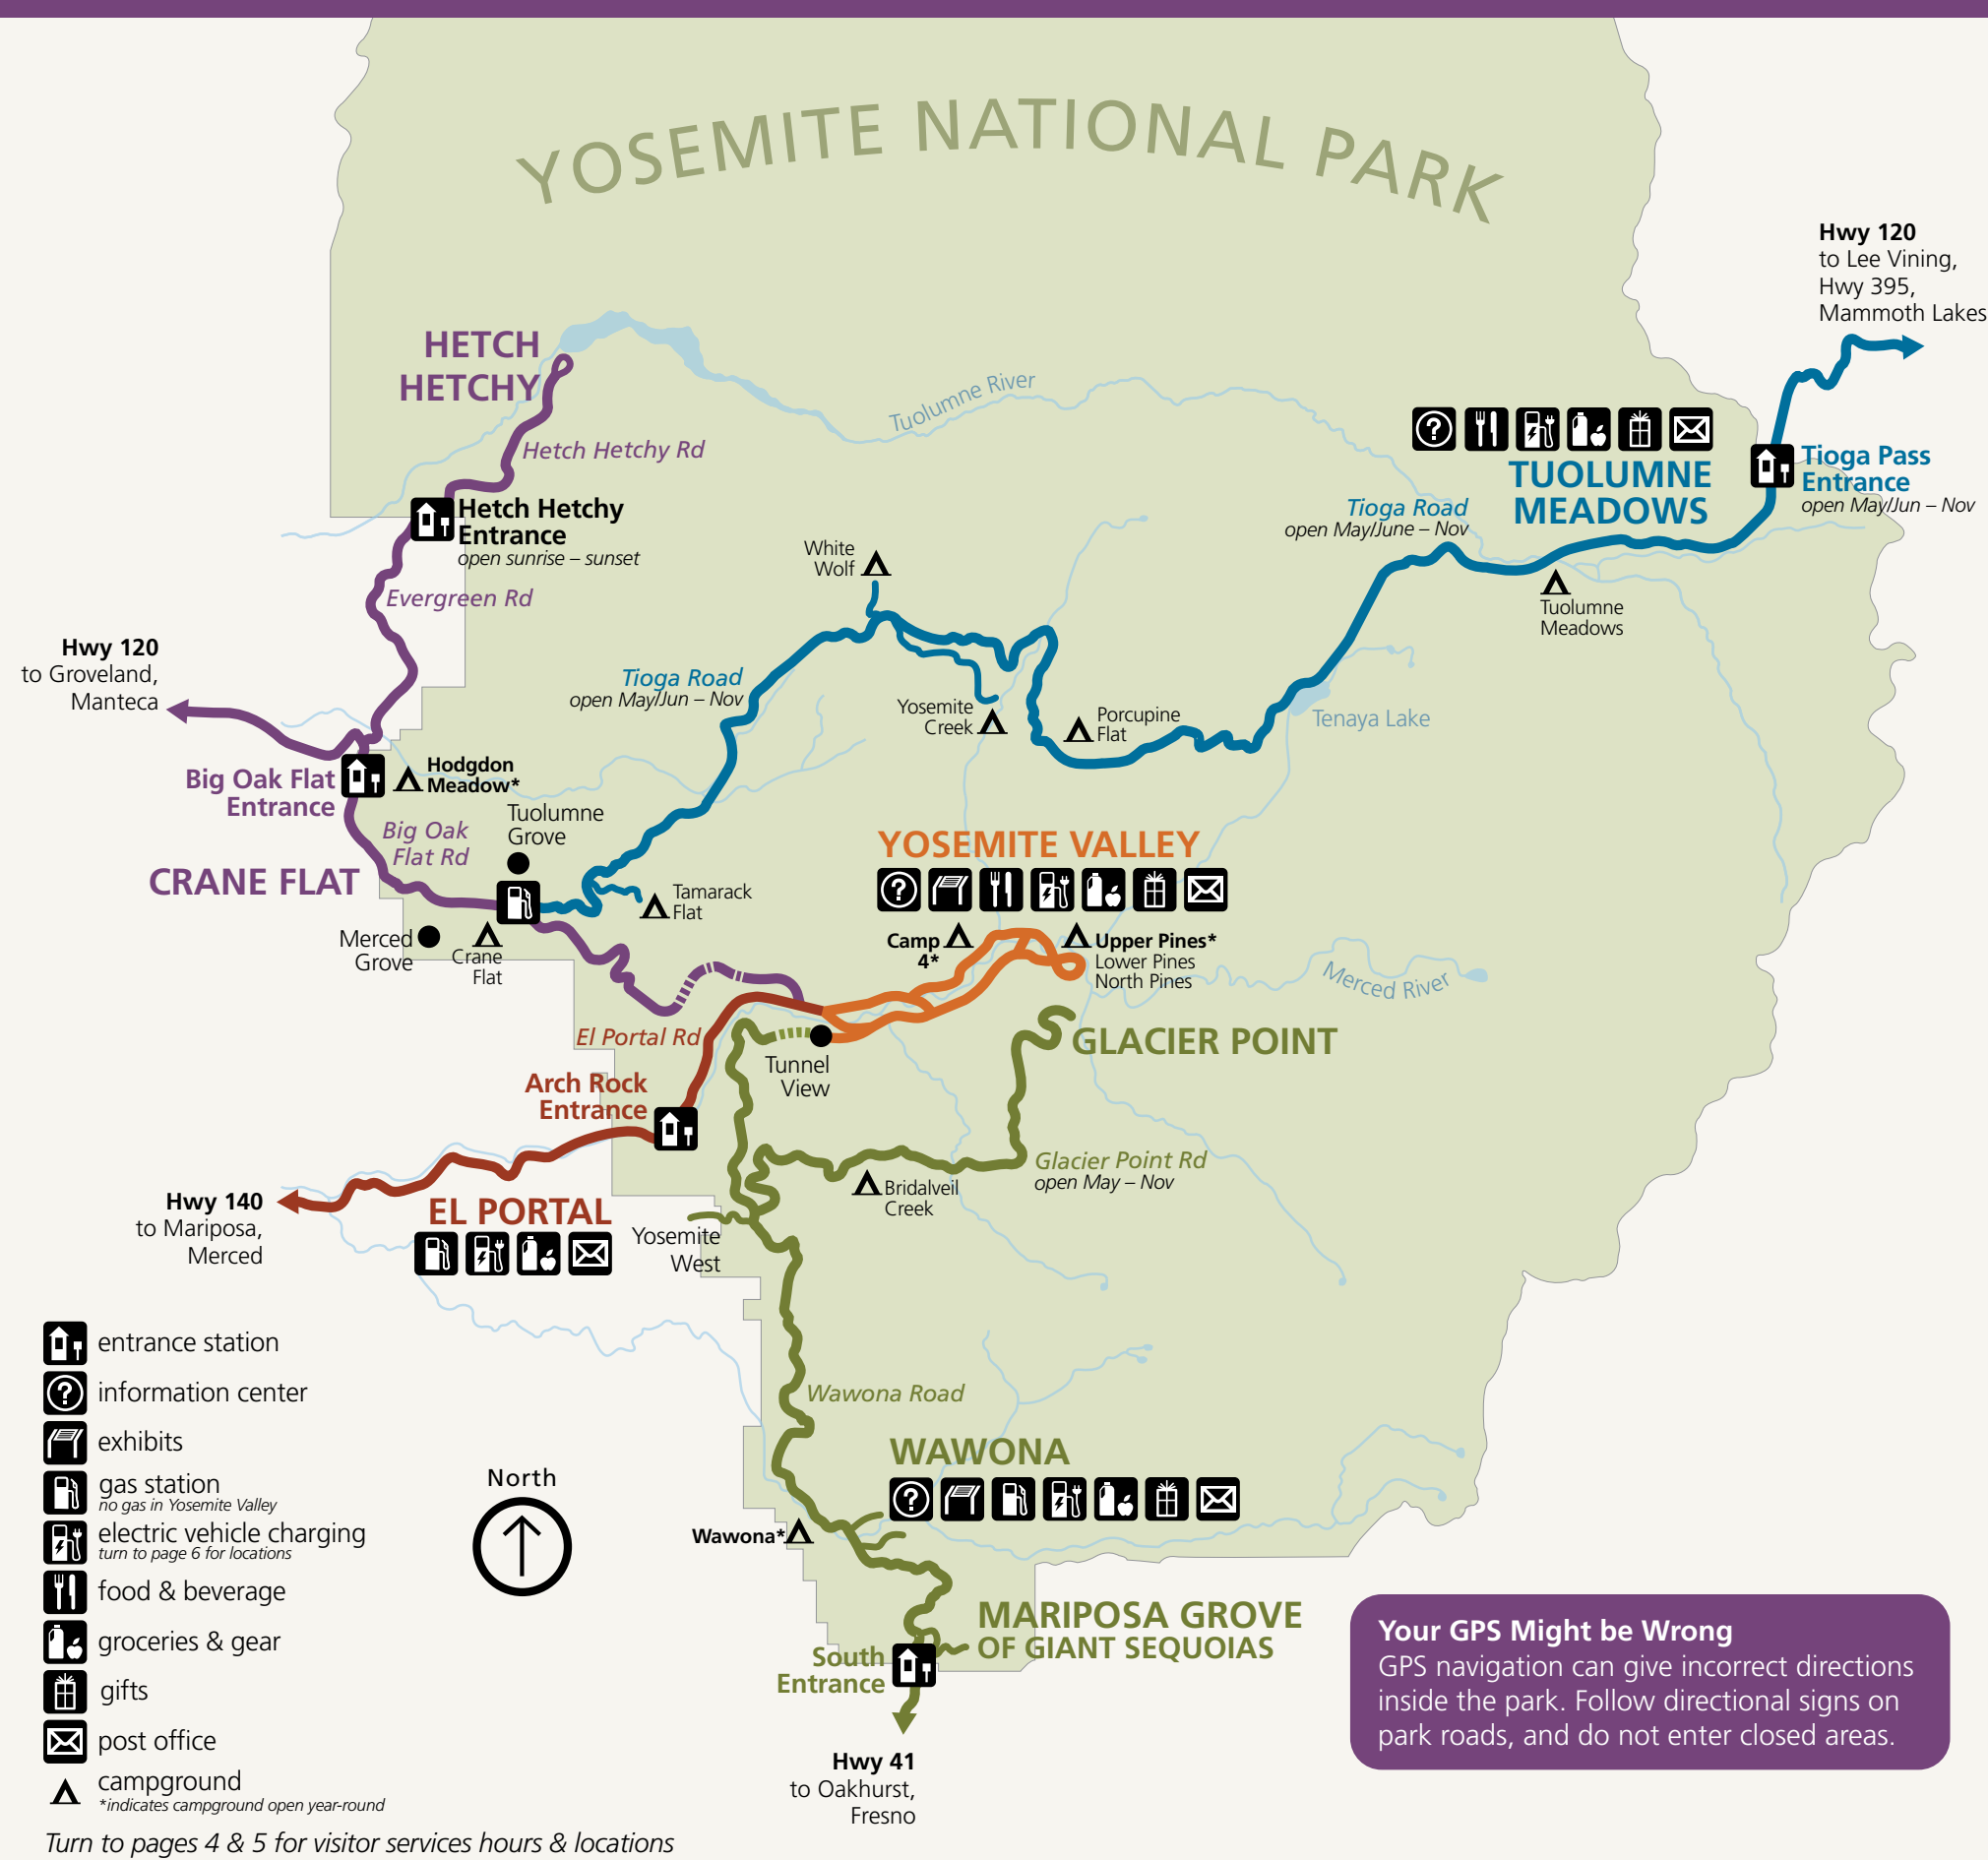 YOSEMITE NATIONAL PARK
Hwy 120
to Lee Vining,
Hwy 395,
Mammoth Lakes
HETCH
HETCHY
Tuolumne River
Hetch Hetchy Rd
TUOLUMNE
MEADOWS
Tioga Pass
Entrance
open May/Jun – Nov
Hetch Hetchy
Entrance
open sunrise – sunset
Tioga Road
open May/June – Nov
White
Wolf
Evergreen Rd
Tuolumne
Meadows
Hwy 120
to Groveland,
Manteca
Tioga Road
open May/Jun – Nov
Yosemite
Creek
Porcupine
Flat
Tenaya Lake
Big Oak Flat
Entrance
Hodgdon
Meadow*
Tuolumne
Grove
Big Oak
Flat Rd
YOSEMITE VALLEY
CRANE FLAT
Tamarack
Flat
Merced
Grove
Crane
Flat
Camp
4*
Upper Pines*
Lower Pines
North Pines
Merced River
El Portal Rd
GLACIER POINT
Tunnel
View
Arch Rock
Entrance
Glacier Point Rd
open May – Nov
Bridalveil
Creek
Hwy 140
to Mariposa,
Merced
EL PORTAL
Yosemite
West
entrance station
information center
exhibits
gas station
no gas in Yosemite Valley
electric vehicle charging
turn to page 6 for locations
food & beverage
groceries & gear
gifts
post office
campground
*indicates campground open year-round
Turn to pages 4 & 5 for visitor services hours & locations
North
Wawona Road
WAWONA
Wawona*
MARIPOSA GROVE
OF GIANT SEQUOIAS
South
Entrance
Hwy 41
to Oakhurst,
Fresno
Your GPS Might be Wrong
GPS navigation can give incorrect directions
inside the park. Follow directional signs on
park roads, and do not enter closed areas.